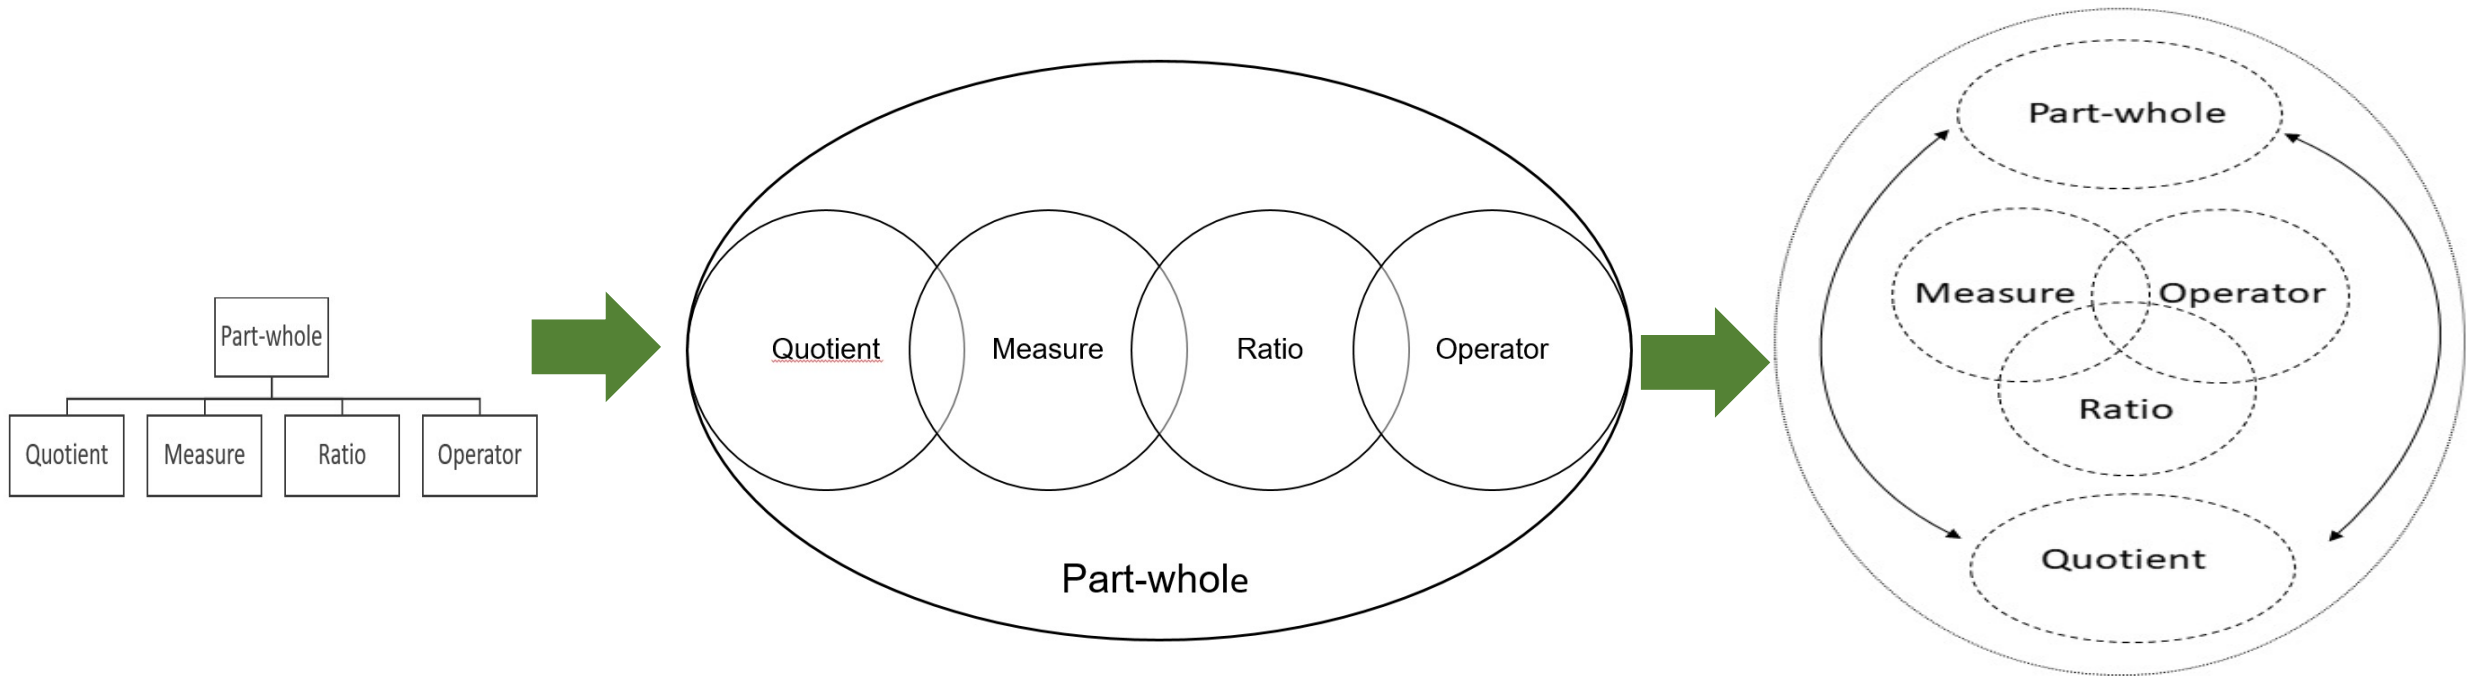 Part-whole
Quotient
Measure
Ratio
Operator
Quotient
Measure
Ratio
Operator
Part-whole
Part-whole
Measure
Operator
Ratio
Quotient